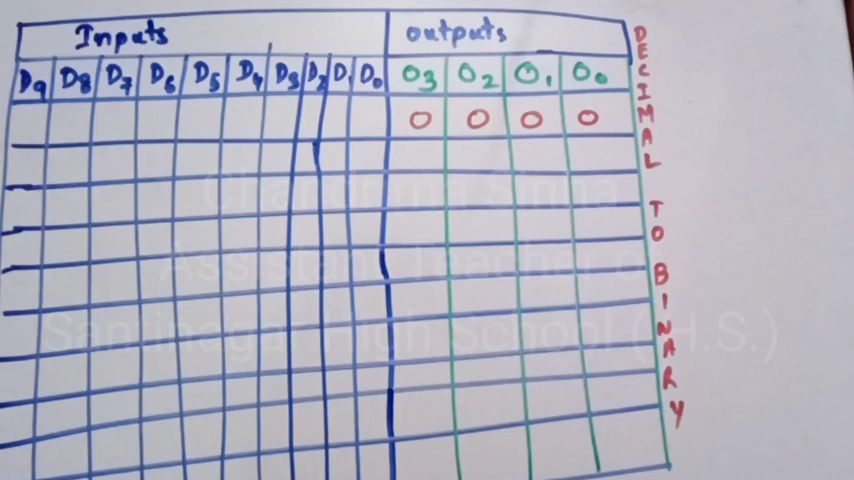 Inputs outputs
D9 D8 D7 D6 D5 D4 D3 D2 D1 D0 O3 O2 O1 O0
0 0 0 0
DECIMAL TO BINARY
Chandrima Sinha
Assistant Teacher of
Santinagar High School (H.S.)